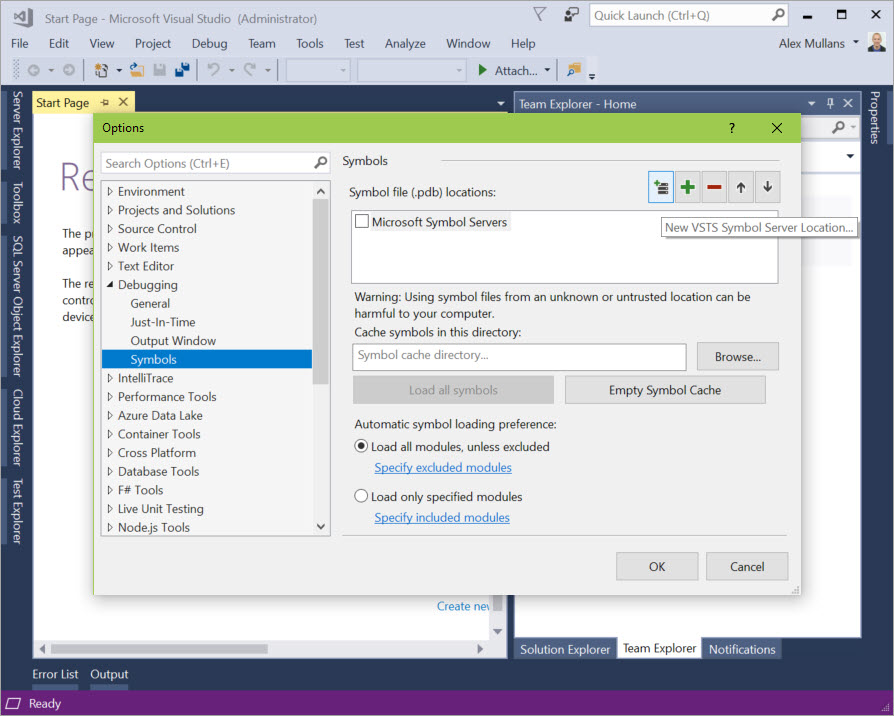 Start Page - Microsoft Visual Studio (Administrator)
Quick Launch (Ctrl+Q)
File Edit View Project Debug Team Tools Test Analyze Window Help
Alex Mullans
Attach...
Server Explorer
Toolbox
SQL Server Object Explorer
Cloud Explorer
Test Explorer
Start Page
Team Explorer - Home
Properties
Re
The pr
appea
The re
contro
device
Options
?
Search Options (Ctrl+E)
Environment
Projects and Solutions
Source Control
Work Items
Text Editor
Debugging
General
Just-In-Time
Output Window
Symbols
IntelliTrace
Performance Tools
Azure Data Lake
Container Tools
Cross Platform
Database Tools
F# Tools
Live Unit Testing
Node.js Tools
Symbols
Symbol file (.pdb) locations:
Microsoft Symbol Servers
New VSTS Symbol Server Location...
Warning: Using symbol files from an unknown or untrusted location can be
harmful to your computer.
Cache symbols in this directory:
Symbol cache directory...
Browse...
Load all symbols
Empty Symbol Cache
Automatic symbol loading preference:
Load all modules, unless excluded
Specify excluded modules
Load only specified modules
Specify included modules
OK
Cancel
Create new
Solution Explorer Team Explorer Notifications
Error List Output
Ready